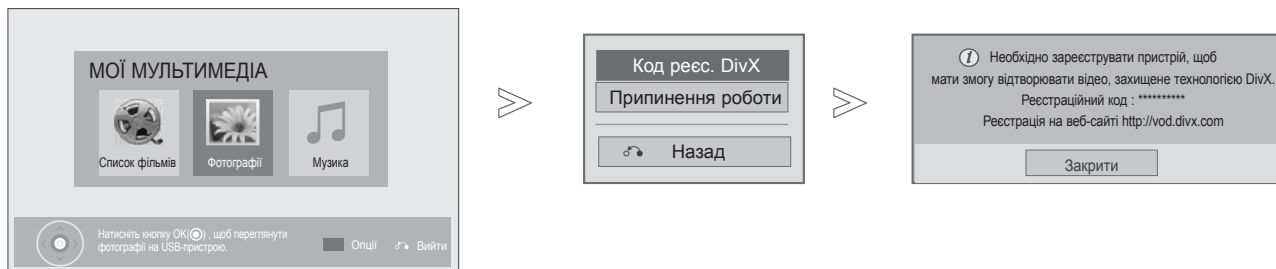 МОЇ МУЛЬТИМЕДІА
Список фільмів
Фотографії
Музика
Натисніть кнопку ОК(◉) , щоб переглянути
фотографії на USB-пристрою.
Опції
Вийти
Код реєс. DivX
Припинення роботи
Назад
Необхідно зареєструвати пристрій, щоб
мати змогу відтворювати відео, захищене технологією DivX.
Реєстраційний код : **********
Реєстрація на веб-сайті http://vod.divx.com
Закрити